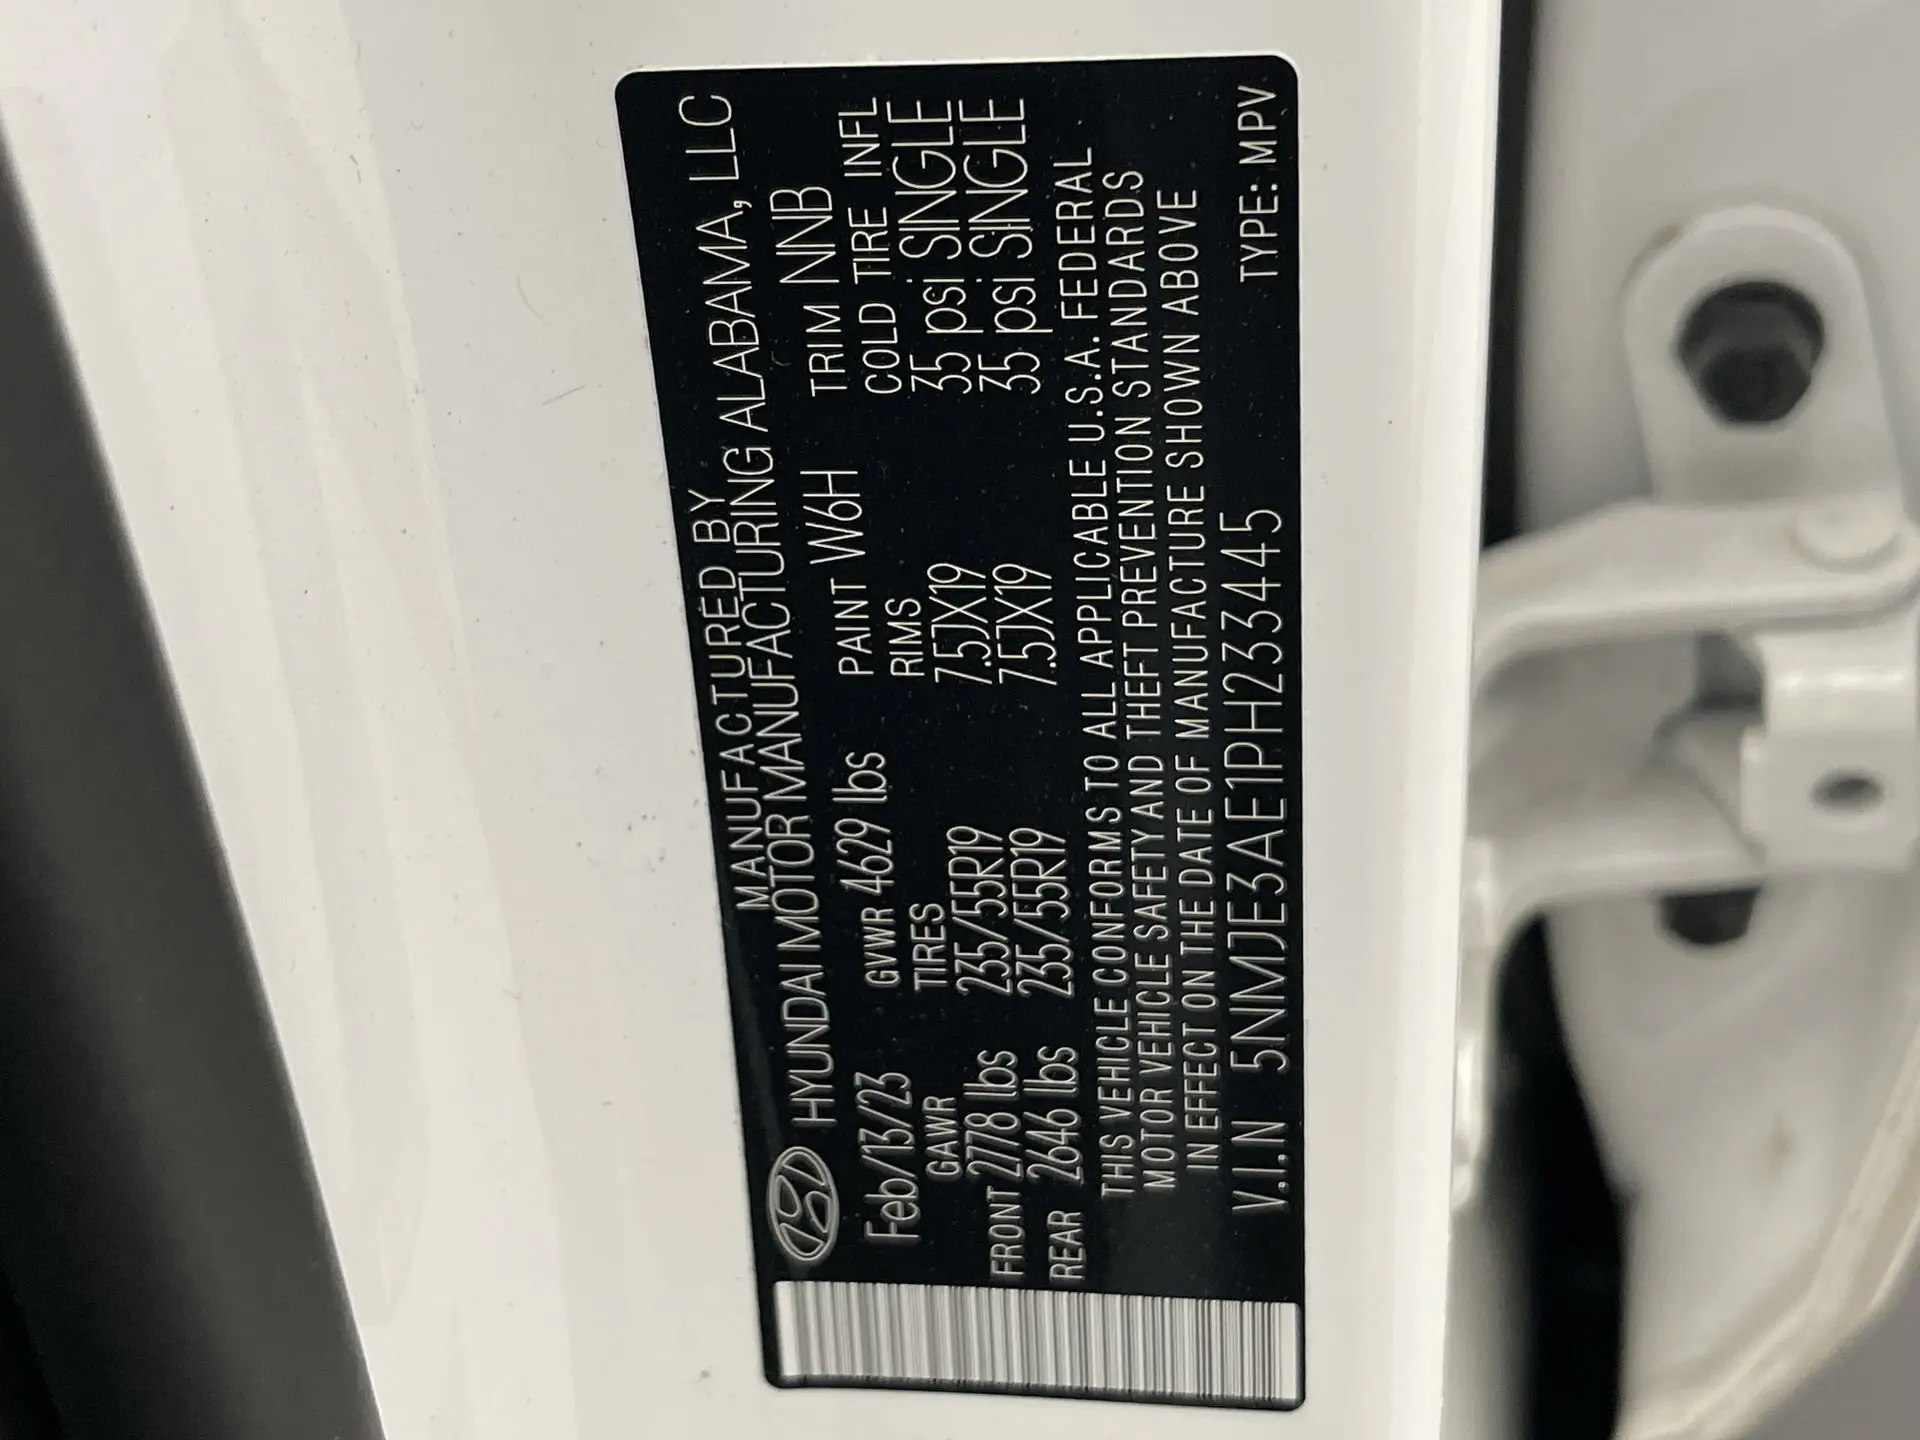 MANUFACTURED BY
HYUNDAI MOTOR MANUFACTURING ALABAMA, LLC
Feb/13/23 GVWR 4629 lbs PAINT W6H TRIM NNB
GAWR TIRES RIMS COLD TIRE INFL
FRONT 2778 lbs 235/55R19 7.5JX19 35 psi SINGLE
REAR 2646 lbs 235/55R19 7.5JX19 35 psi SINGLE
THIS VEHICLE CONFORMS TO ALL APPLICABLE U.S.A. FEDERAL
MOTOR VEHICLE SAFETY AND THEFT PREVENTION STANDARDS
IN EFFECT ON THE DATE OF MANUFACTURE SHOWN ABOVE
V.I.N 5NMJE3AE1PH233445 TYPE: MPV